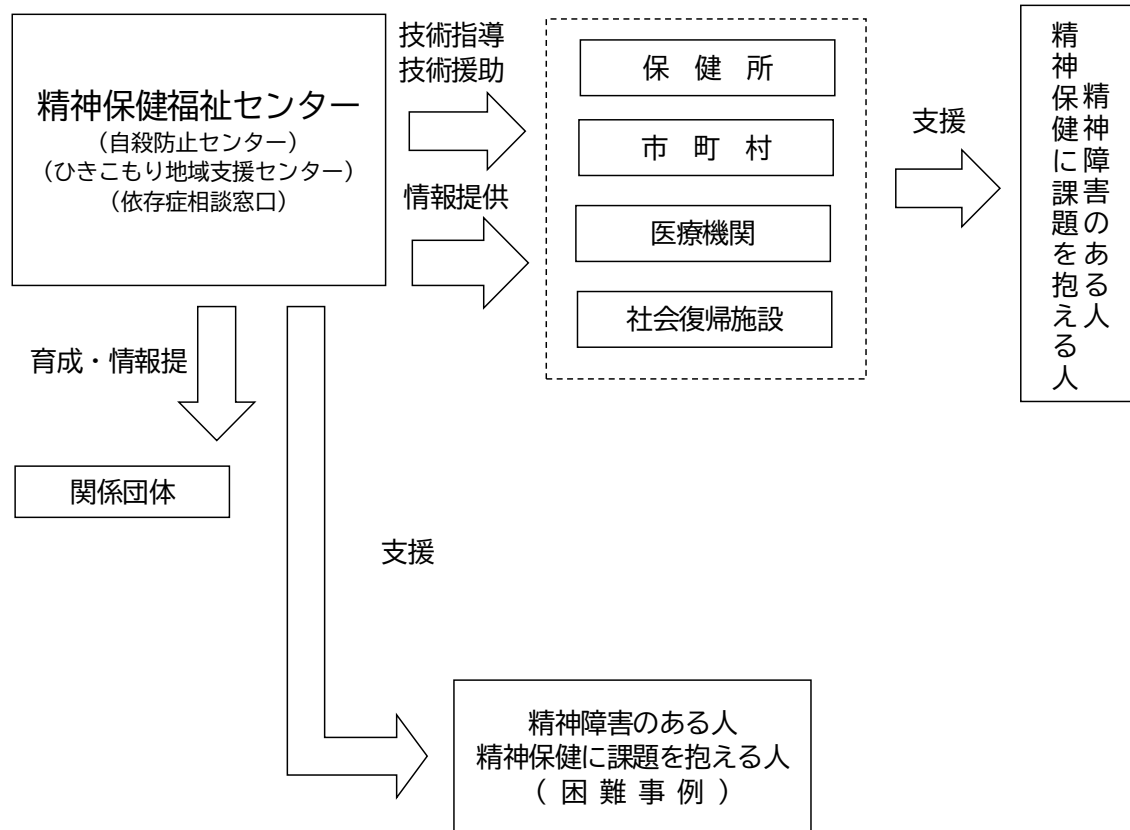 精神保健福祉センター
（自殺防止センター）
（ひきこもり地域支援センター）
（依存症相談窓口）
技術指導
技術援助
情報提供
保　健　所
市　町　村
医療機関
社会復帰施設
支援
精神障害のある人
精神保健に課題を抱える人
育成・情報提
関係団体
支援
精神障害のある人
精神保健に課題を抱える人
（ 困 難 事 例 ）